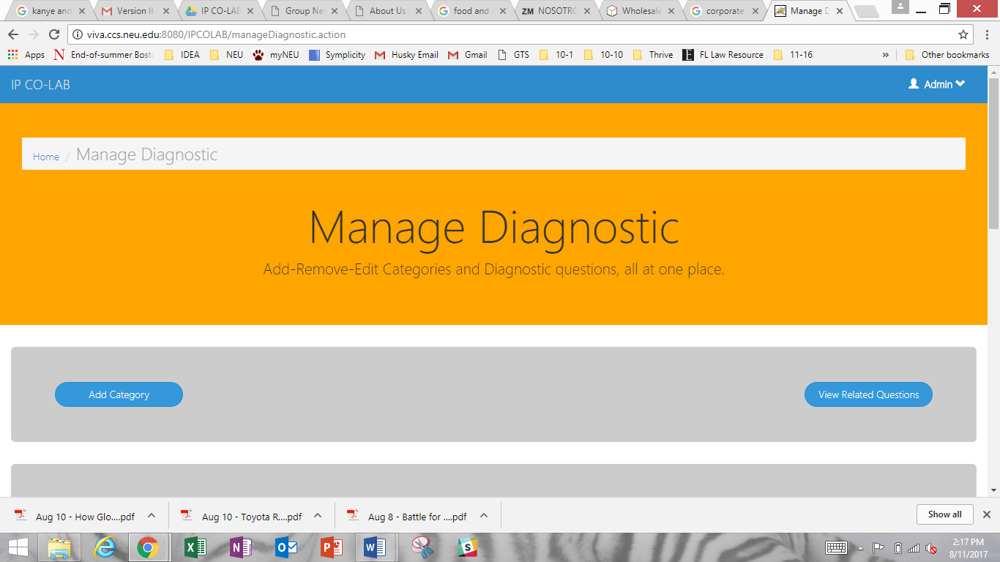 kanye and
Version II
IP CO-LAB
Group Net
About Us
food and
ZM NOSOTRO
Wholesale
corporate
Manage D
viva.ccs.neu.edu:8080/IPCOLAB/manageDiagnostic.action
Apps
End-of-summer Bost
IDEA
NEU
myNEU
Symplicity
Husky Email
Gmail
GTS
10-1
10-10
Thrive
FL Law Resource
11-16
»
Other bookmarks
IP CO-LAB
Admin
Home / Manage Diagnostic
Manage Diagnostic
Add-Remove-Edit Categories and Diagnostic questions, all at one place.
Add Category
View Related Questions
Aug 10 - How Glo....pdf
Aug 10 - Toyota R....pdf
Aug 8 - Battle for ....pdf
Show all
2:17 PM
8/11/2017